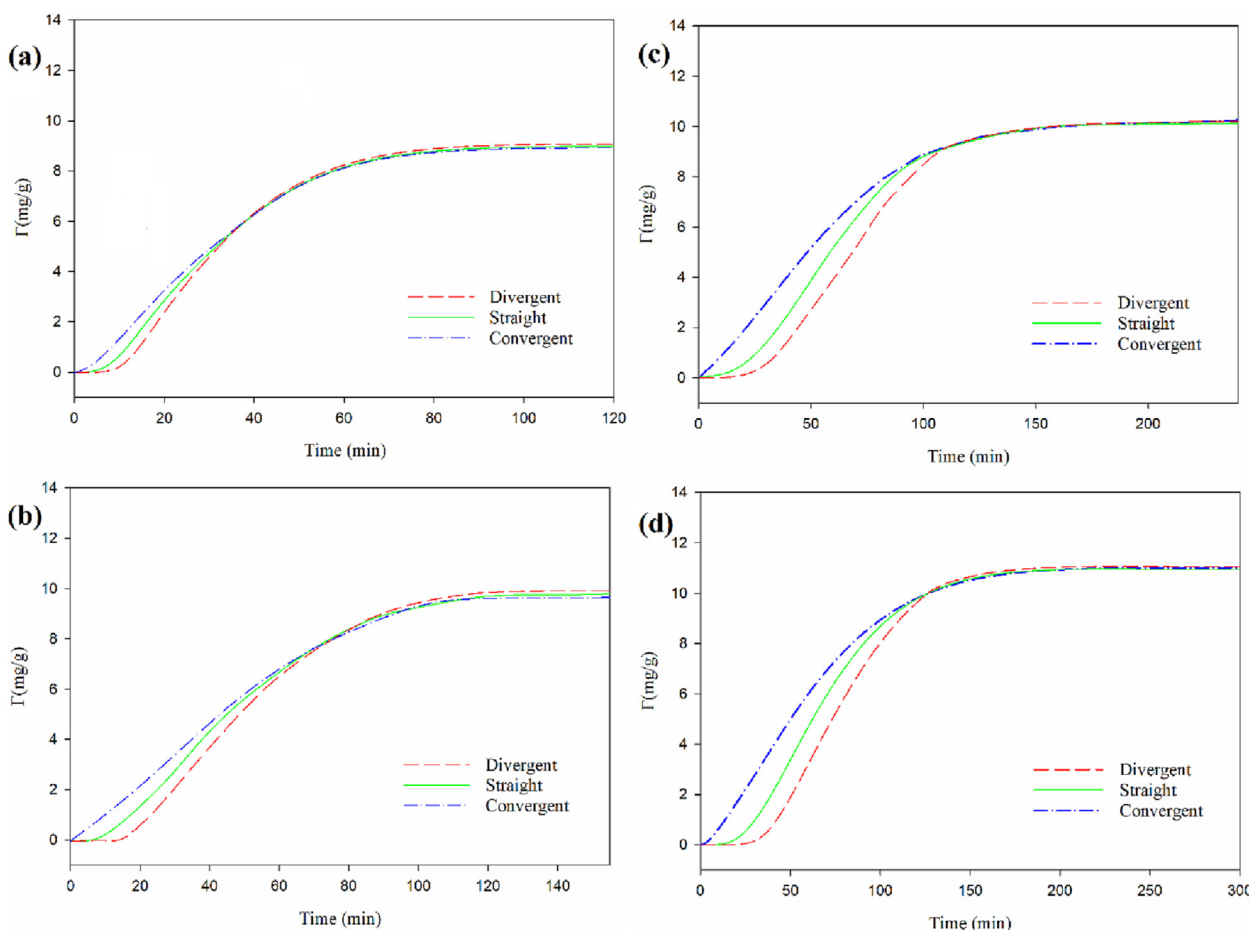 (a)
14
12
10
8
6
4
2
0
Γ(mg/g)
Divergent
Straight
Convergent
0 20 40 60 80 100 120
Time (min)
(c)
14
12
10
8
6
4
2
0
Γ(mg/g)
Divergent
Straight
Convergent
0 50 100 150 200
Time (min)
(b)
14
12
10
8
6
4
2
0
Γ(mg/g)
Divergent
Straight
Convergent
0 20 40 60 80 100 120 140
Time (min)
(d)
14
12
10
8
6
4
2
0
Γ(mg/g)
Divergent
Straight
Convergent
0 50 100 150 200 250 300
Time (min)